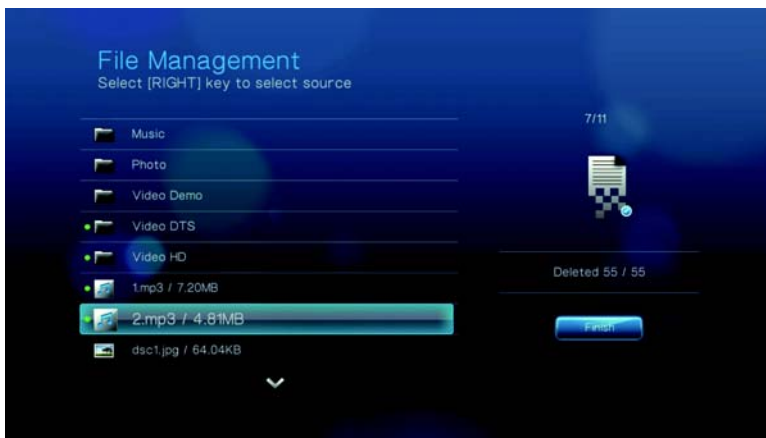 File Management
Select [RIGHT] key to select source
Music
Photo
Video Demo
Video DTS
Video HD
1.mp3 / 7.20MB
2.mp3 / 4.81MB
dsc1.jpg / 64.04KB
7/11
Deleted 55 / 55
Finish